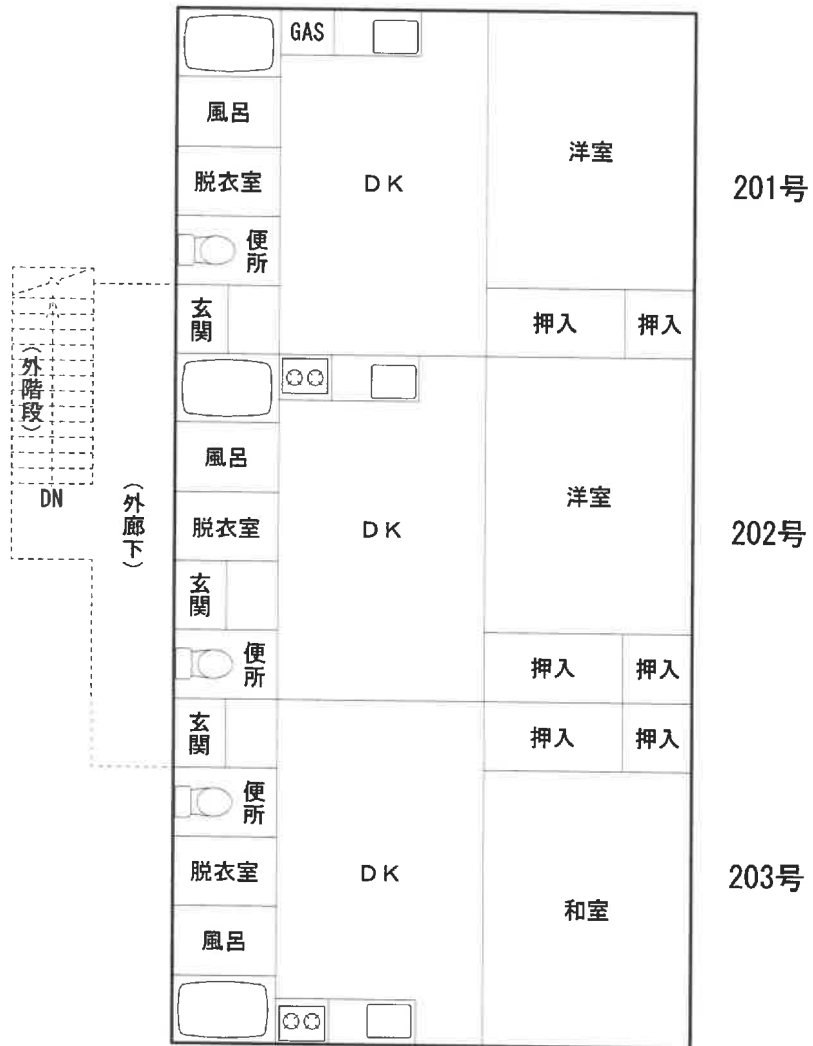 GAS
風呂
脱衣室
便所
玄関
DK
洋室
押入
押入
201号
(外階段)
DN
(外廊下)
風呂
脱衣室
玄関
便所
DK
洋室
押入
押入
202号
玄関
便所
脱衣室
風呂
DK
押入
押入
和室
203号